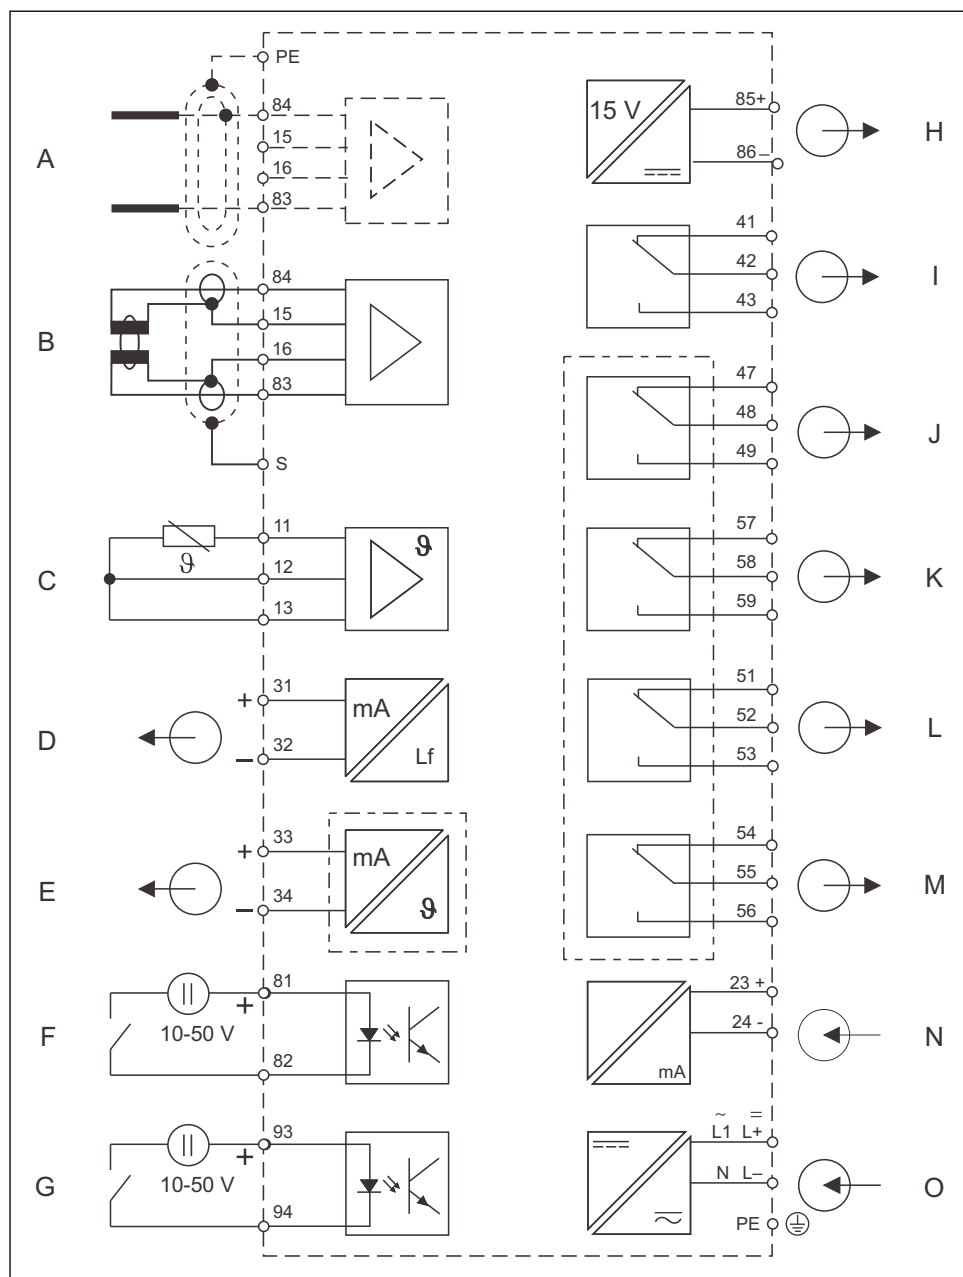 PE
A
84
15
16
83
B
84
15
16
83
S
C
ϑ
11
12
13
ϑ
D
+
31
−
32
mA
Lf
E
+
33
−
34
mA
ϑ
F
10-50 V
+
81
82
G
10-50 V
+
93
94
15 V
85+
86–
H
41
42
43
I
47
48
49
J
57
58
59
K
51
52
53
L
54
55
56
M
mA
23 +
24 -
N
~ =
L1 L+
N L–
PE
O